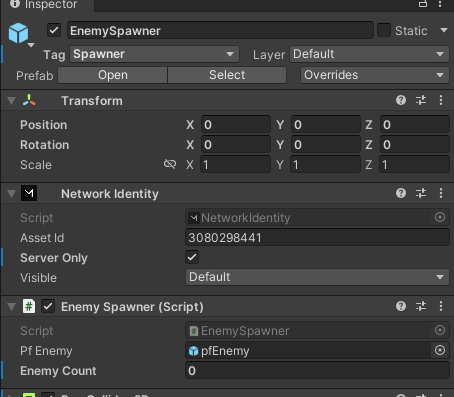 Inspector
EnemySpawner Static
Tag Spawner Layer Default
Prefab Open Select Overrides
Transform
Position X 0 Y 0 Z 0
Rotation X 0 Y 0 Z 0
Scale X 1 Y 1 Z 1
Network Identity
Script NetworkIdentity
Asset Id 3080298441
Server Only
Visible Default
Enemy Spawner (Script)
Script EnemySpawner
Pf Enemy pfEnemy
Enemy Count 0